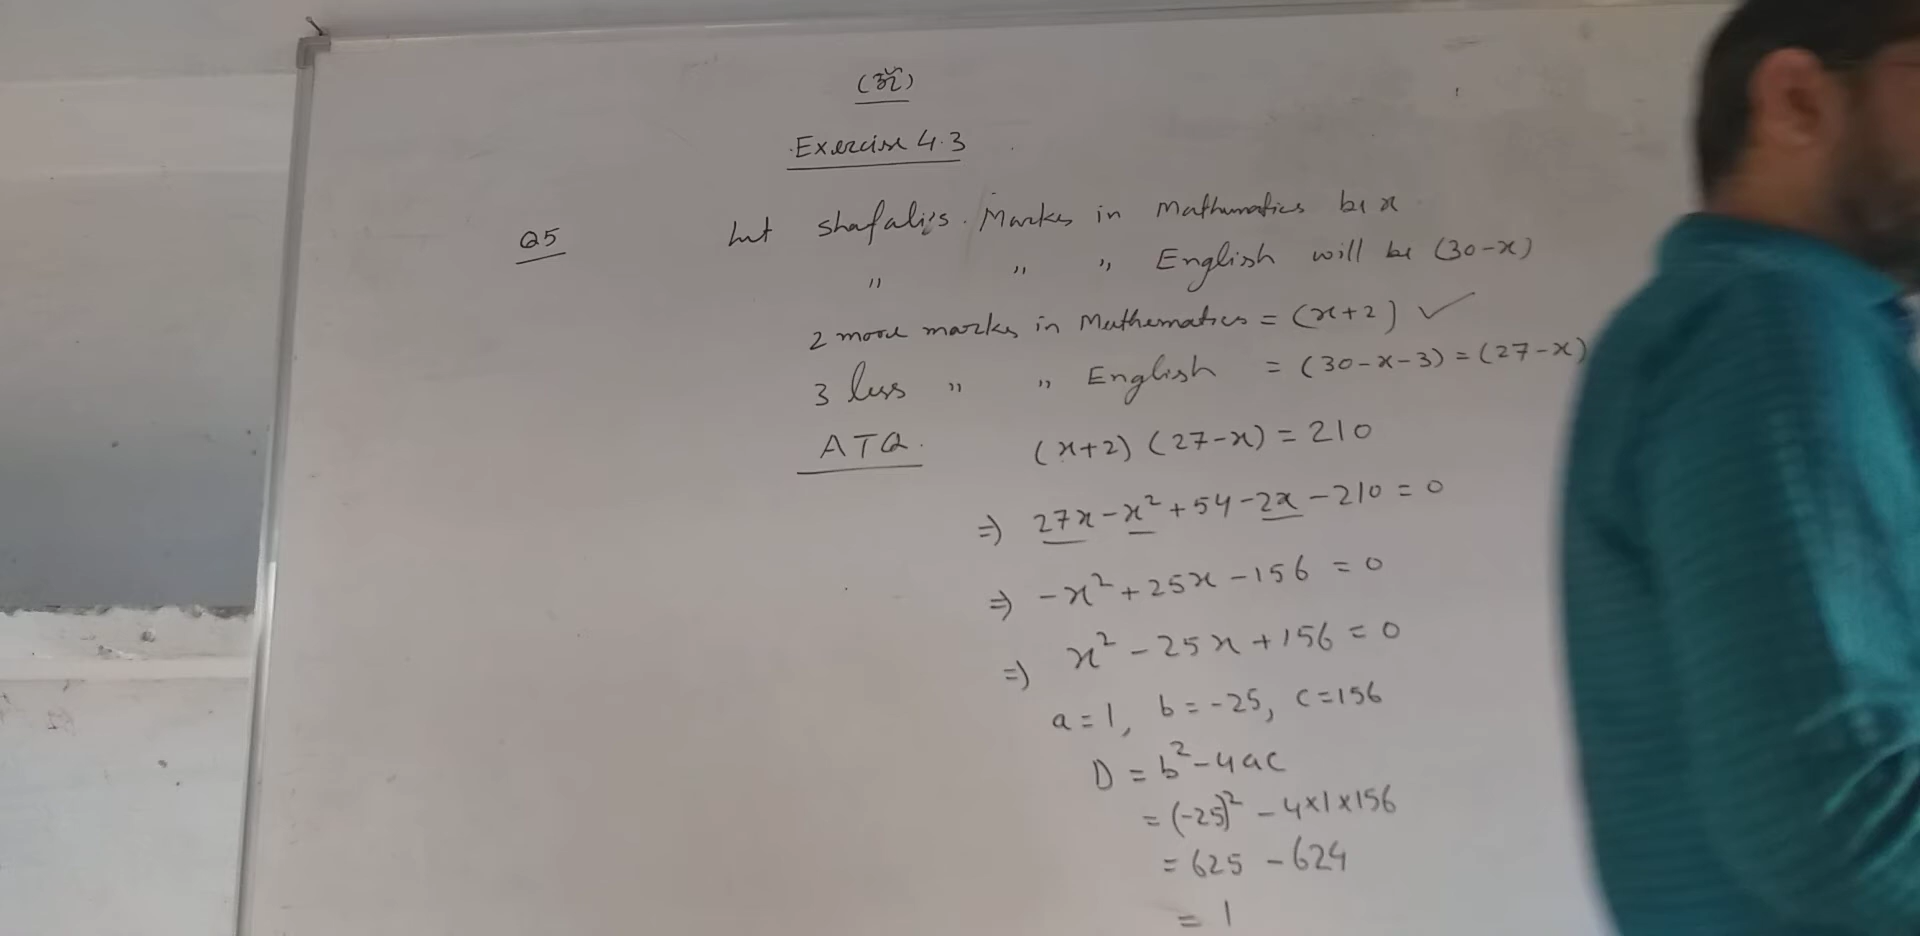 (ॐ)
Exercise 4.3
Q5 Let Shafali's Marks in Mathematics be x
" " " English will be (30-x)
2 more marks in Mathematics = (x+2) ✓
3 less " " English = (30-x-3) = (27-x)
ATQ. (x+2) (27-x) = 210
⇒ 27x - x² + 54 - 2x - 210 = 0
⇒ -x² + 25x - 156 = 0
⇒ x² - 25x + 156 = 0
a = 1, b = -25, c = 156
D = b² - 4ac
= (-25)² - 4×1×156
= 625 - 624
= 1